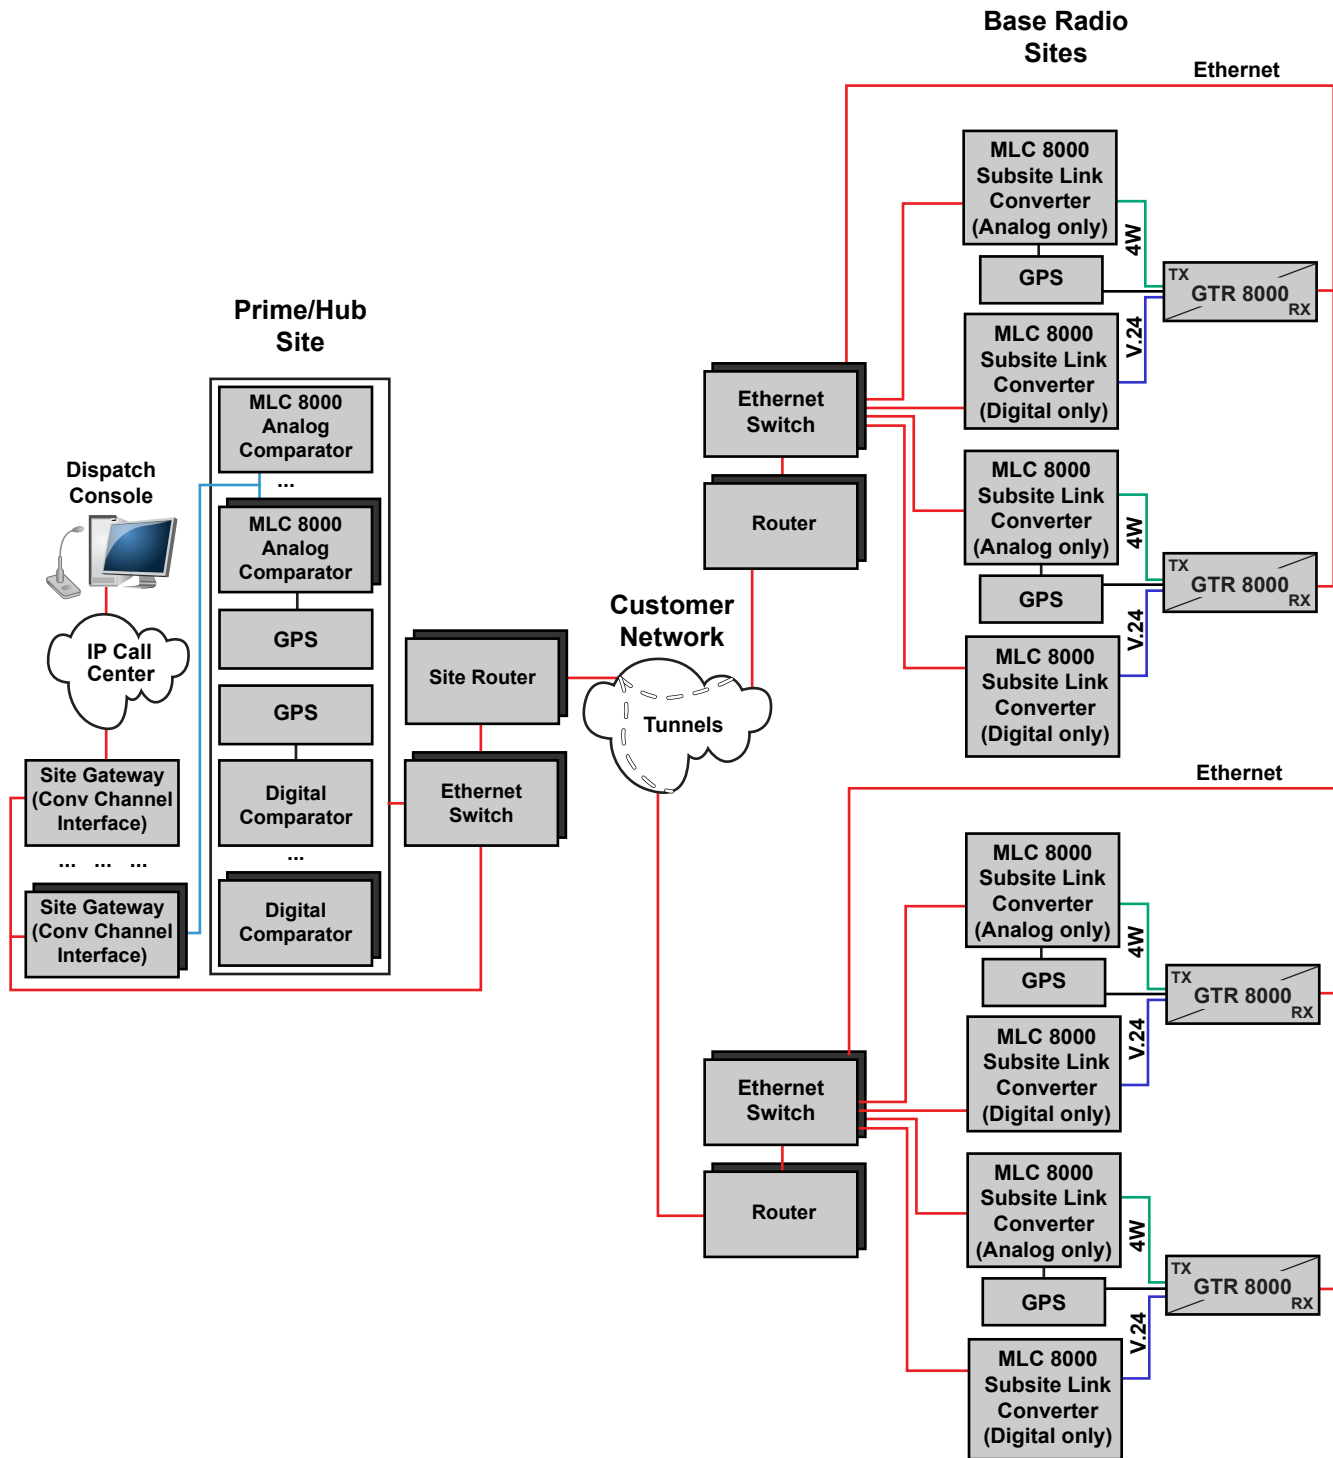 Base Radio
Sites
Ethernet
MLC 8000
Subsite Link
Converter
(Analog only)
4W
GPS
TX
GTR 8000
RX
V.24
MLC 8000
Subsite Link
Converter
(Digital only)
Ethernet
Switch
Router
MLC 8000
Subsite Link
Converter
(Analog only)
4W
GPS
TX
GTR 8000
RX
V.24
MLC 8000
Subsite Link
Converter
(Digital only)
Prime/Hub
Site
MLC 8000
Analog
Comparator
...
MLC 8000
Analog
Comparator
GPS
GPS
Digital
Comparator
...
Digital
Comparator
Dispatch
Console
IP Call
Center
Site Gateway
(Conv Channel
Interface)
... ... ...
Site Gateway
(Conv Channel
Interface)
Site Router
Ethernet
Switch
Customer
Network
Tunnels
Ethernet
MLC 8000
Subsite Link
Converter
(Analog only)
4W
GPS
TX
GTR 8000
RX
V.24
MLC 8000
Subsite Link
Converter
(Digital only)
Ethernet
Switch
Router
MLC 8000
Subsite Link
Converter
(Analog only)
4W
GPS
TX
GTR 8000
RX
V.24
MLC 8000
Subsite Link
Converter
(Digital only)